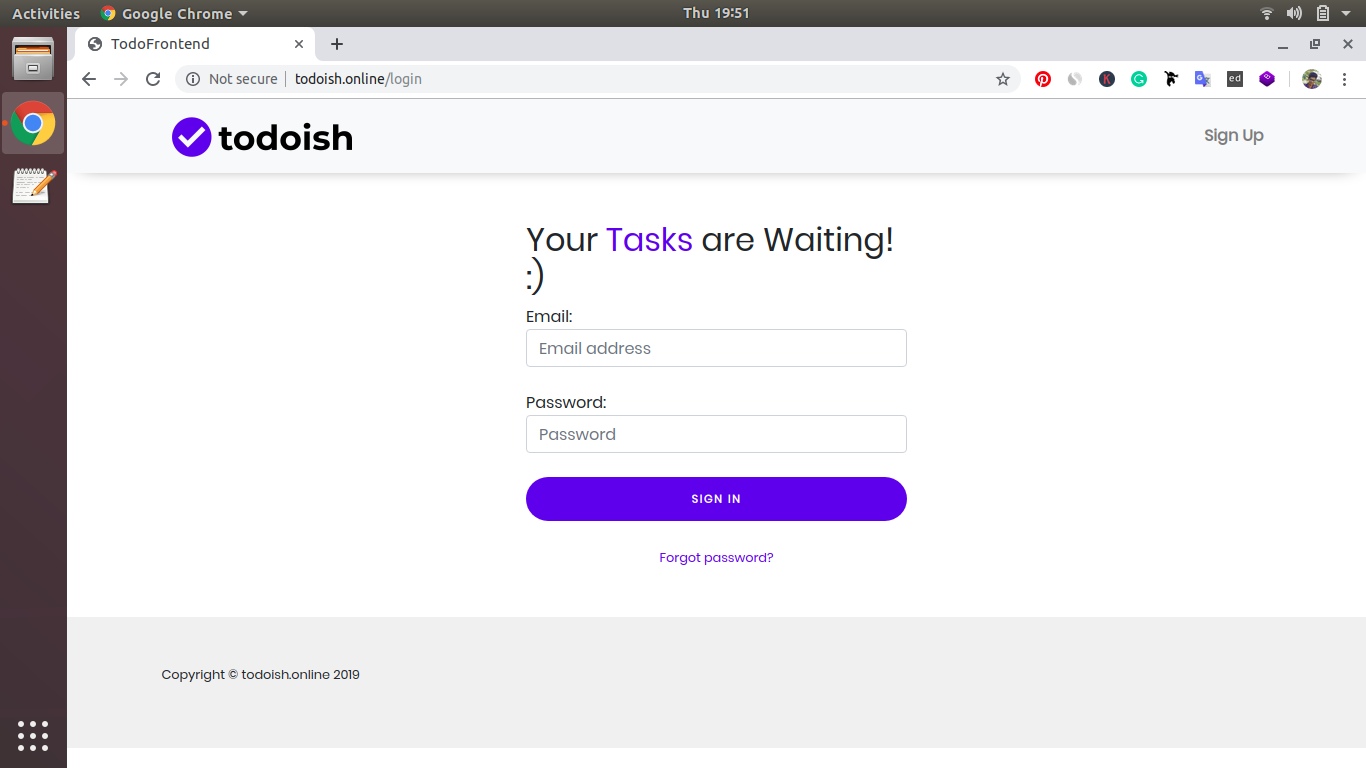 Activities Google Chrome Thu 19:51
TodoFrontend
Not secure todoish.online/login
todoish Sign Up
Your Tasks are Waiting!
:)
Email:
Email address
Password:
Password
SIGN IN
Forgot password?
Copyright © todoish.online 2019